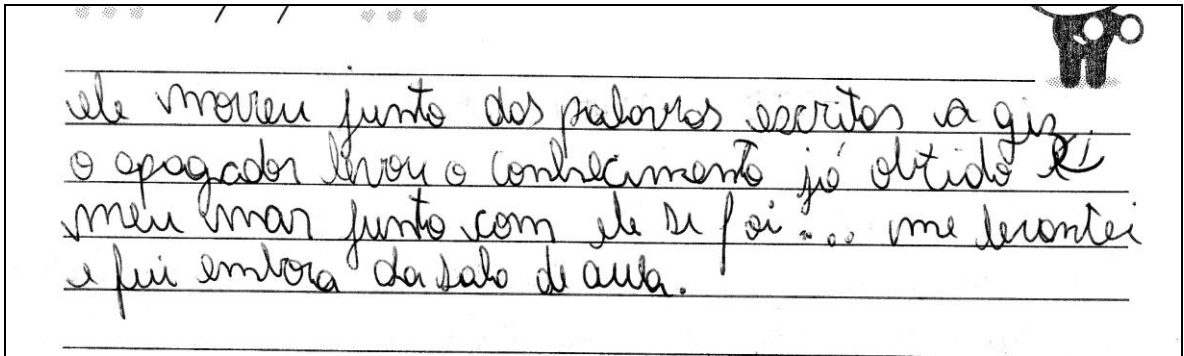 ele morreu junto das palavras escritas a giz
o apagador levou o conhecimento já obtido e
meu mar junto com ele se foi... me levantei
e fui embora da sala de aula.